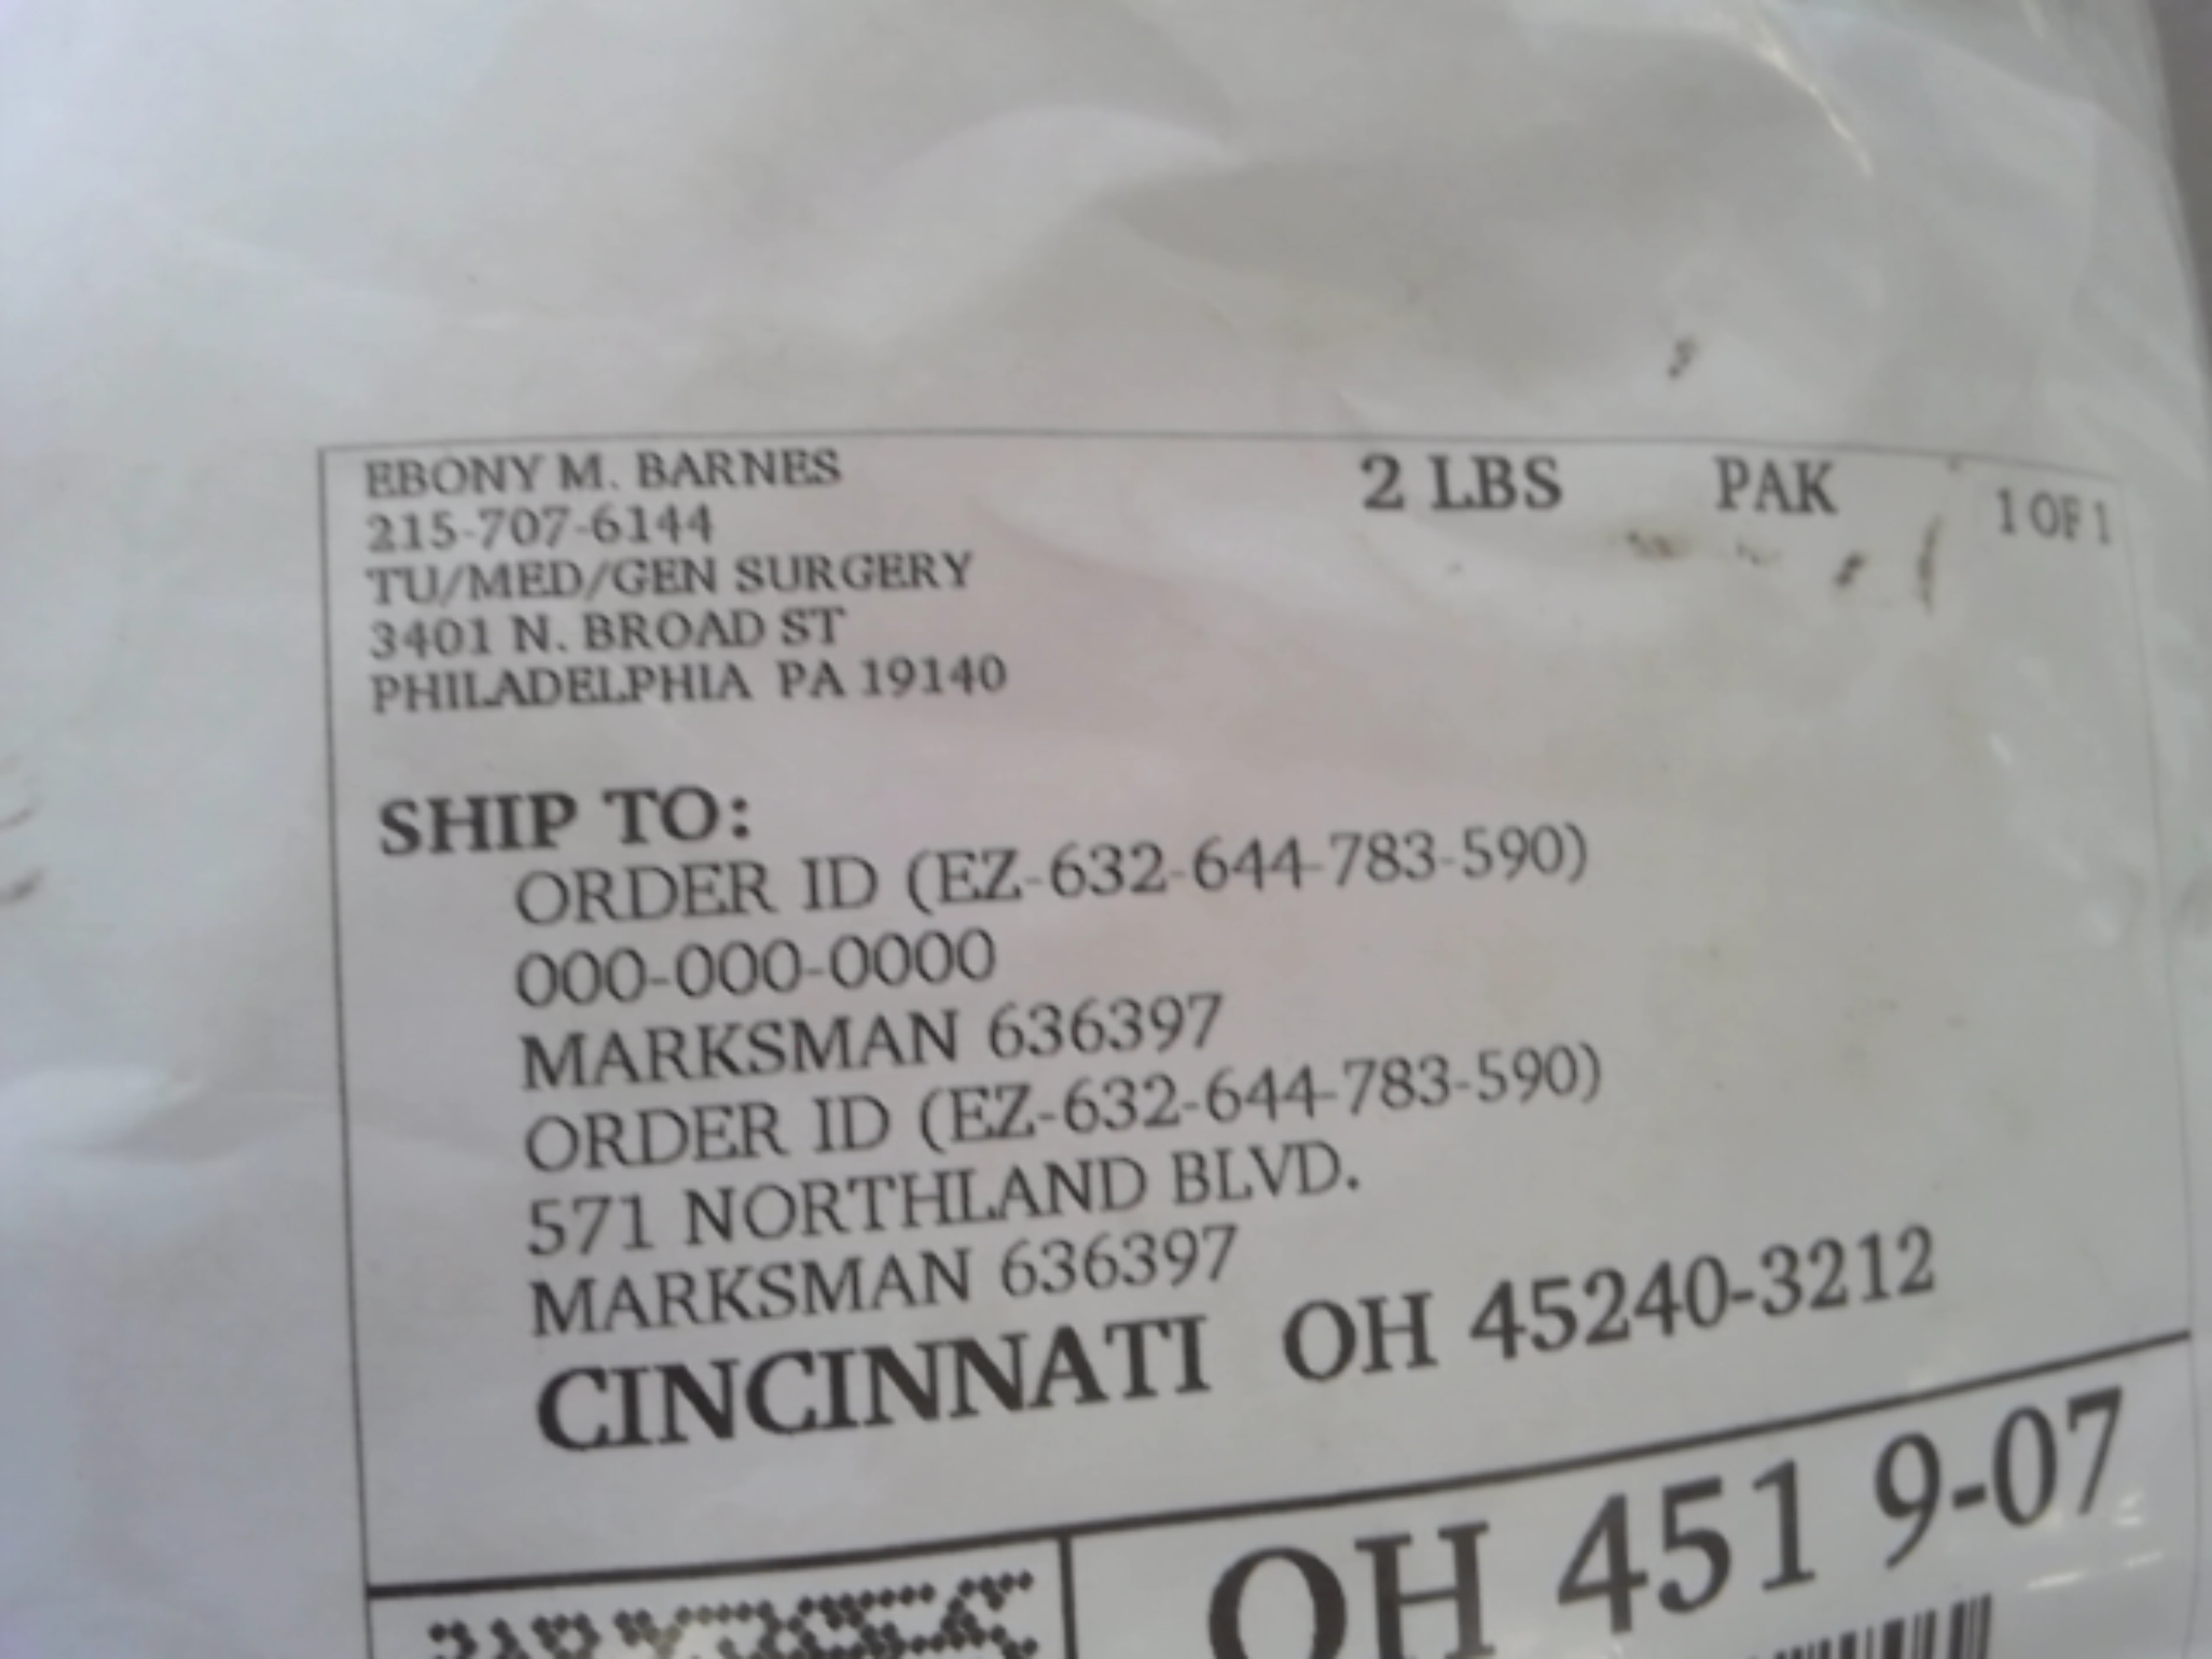 EBONY M. BARNES
215-707-6144
TU/MED/GEN SURGERY
3401 N. BROAD ST
PHILADELPHIA PA 19140
2 LBS PAK 1 OF 1
SHIP TO:
ORDER ID (EZ-632-644-783-590)
000-000-0000
MARKSMAN 636397
ORDER ID (EZ-632-644-783-590)
571 NORTHLAND BLVD.
MARKSMAN 636397
CINCINNATI OH 45240-3212
OH 451 9-07